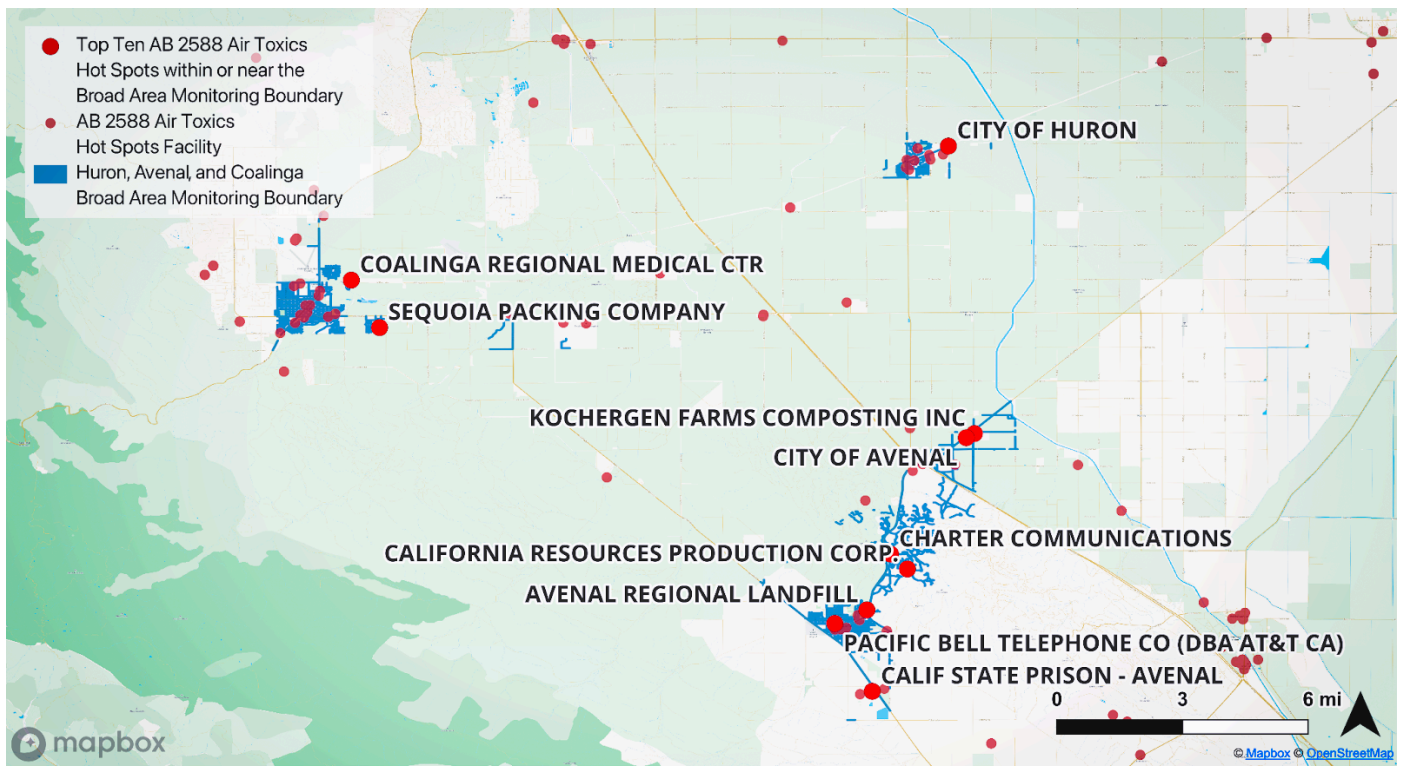 Top Ten AB 2588 Air Toxics
Hot Spots within or near the
Broad Area Monitoring Boundary
AB 2588 Air Toxics
Hot Spots Facility
Huron, Avenal, and Coalinga
Broad Area Monitoring Boundary
CITY OF HURON
COALINGA REGIONAL MEDICAL CTR
SEQUOIA PACKING COMPANY
KOCHERGEN FARMS COMPOSTING INC
CITY OF AVENAL
CHARTER COMMUNICATIONS
CALIFORNIA RESOURCES PRODUCTION CORP.
AVENAL REGIONAL LANDFILL
PACIFIC BELL TELEPHONE CO (DBA AT&T CA)
CALIF STATE PRISON - AVENAL
0 3 6 mi
mapbox
© Mapbox © OpenStreetMap